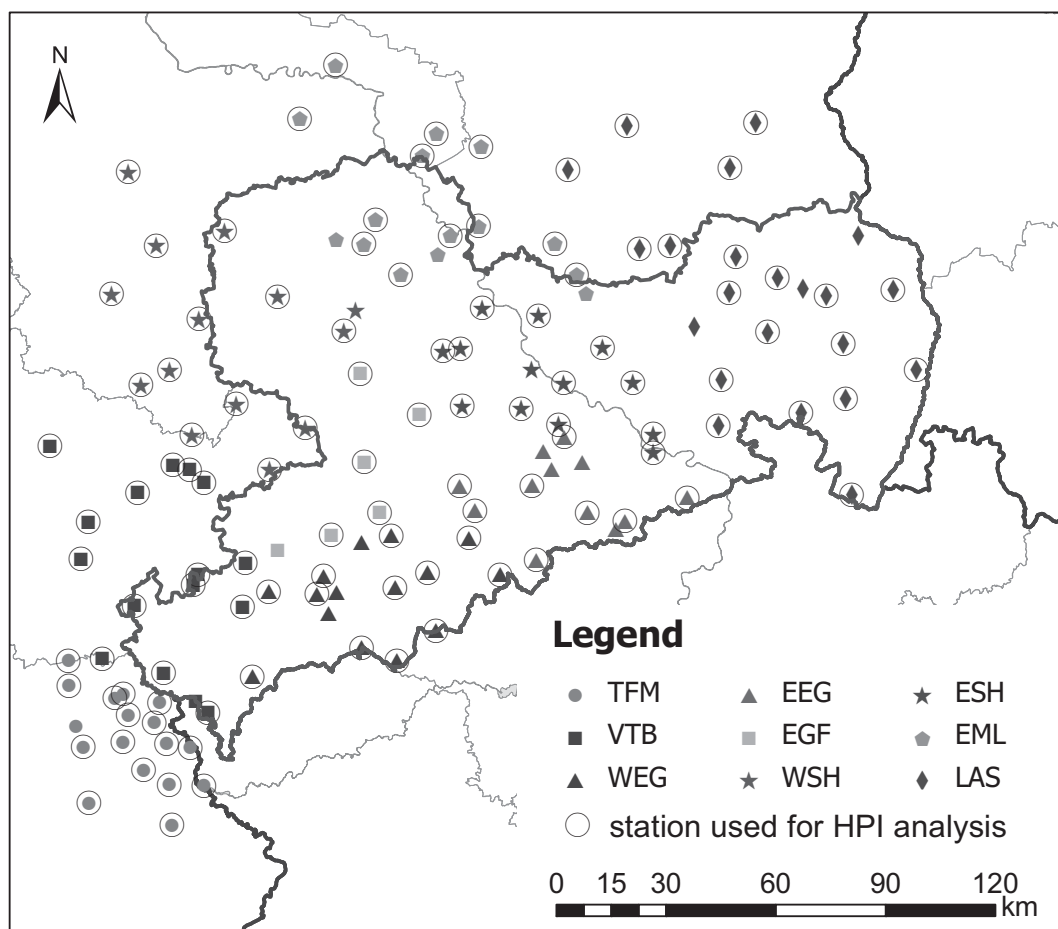 N
Legend
TFM EEG ESH
VTB EGF EML
WEG WSH LAS
station used for HPI analysis
0 15 30 60 90 120
km